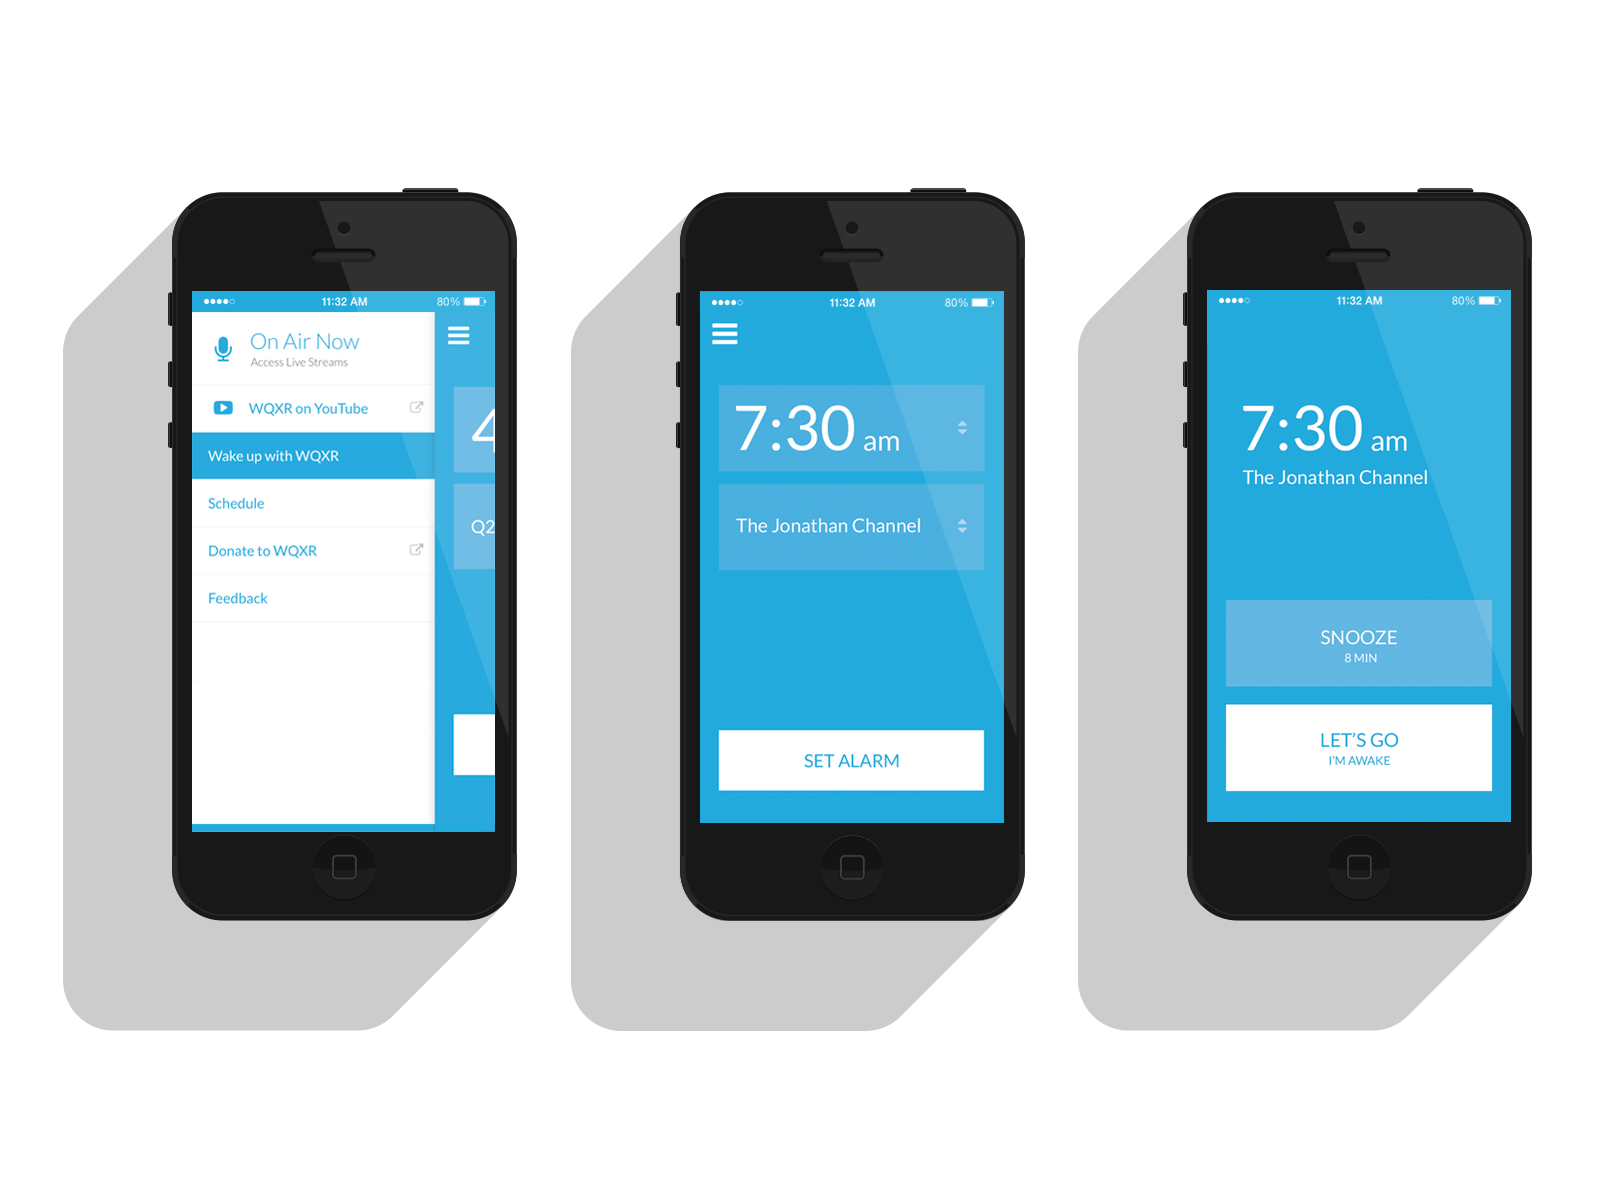 11:32 AM
80%
On Air Now
Access Live Streams
WQXR on YouTube
Wake up with WQXR
Schedule
Donate to WQXR
Feedback
4
Q2
11:32 AM
80%
7:30 am
The Jonathan Channel
SET ALARM
11:32 AM
80%
7:30 am
The Jonathan Channel
SNOOZE
8 MIN
LET'S GO
I'M AWAKE